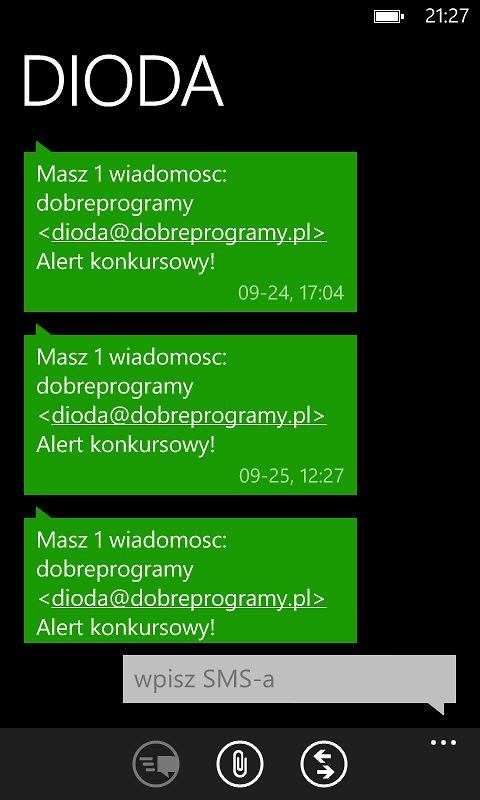 21:27
DIODA
Masz 1 wiadomosc:
dobreprogramy
<dioda@dobreprogramy.pl>
Alert konkursowy!
09-24, 17:04
Masz 1 wiadomosc:
dobreprogramy
<dioda@dobreprogramy.pl>
Alert konkursowy!
09-25, 12:27
Masz 1 wiadomosc:
dobreprogramy
<dioda@dobreprogramy.pl>
Alert konkursowy!
wpisz SMS-a